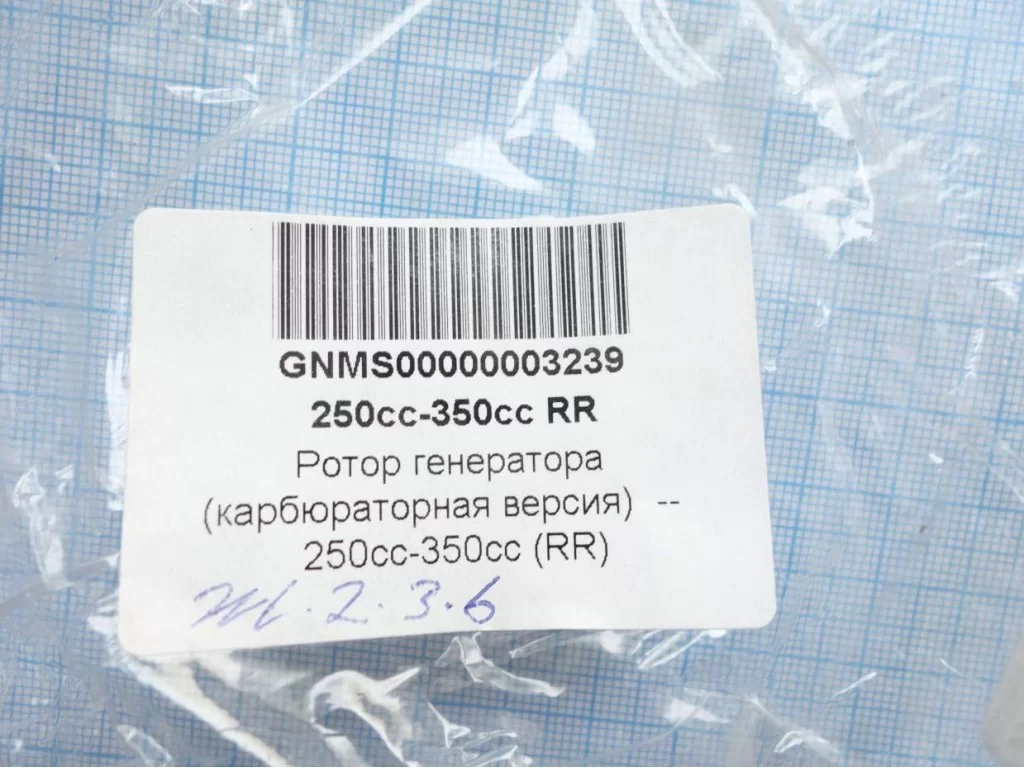 GNMS00000003239
250cc-350cc RR
Ротор генератора
(карбюраторная версия) --
250cc-350cc (RR)
Ж.2.3.6